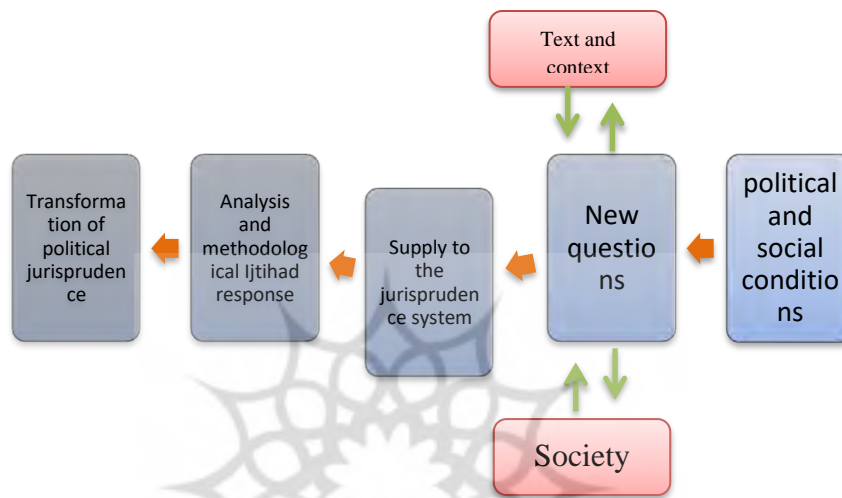 Text and
context
Transforma
tion of
political
jurispruden
ce
Analysis
and
methodolog
ical Ijtihad
response
Supply to
the
jurispruden
ce system
New
questio
ns
political
and
social
conditio
ns
Society